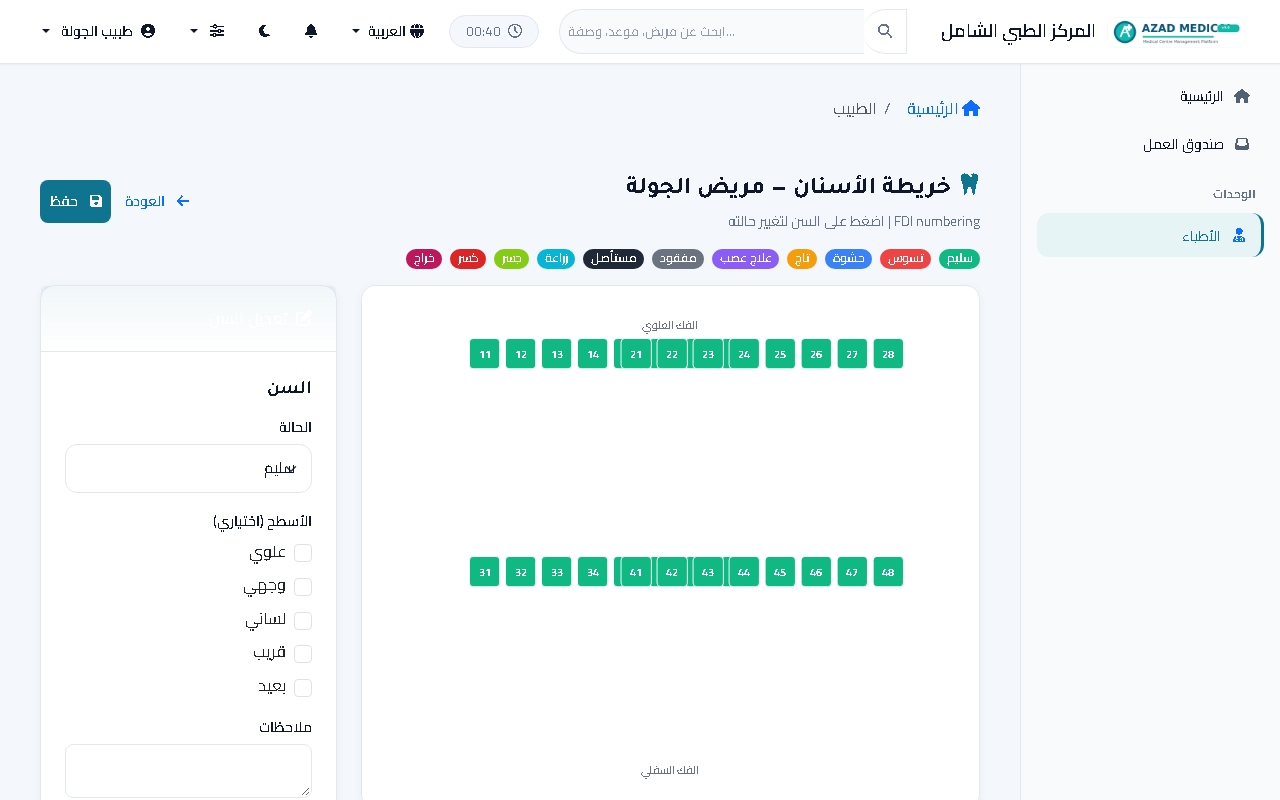 AZAD MEDIC
Medical Centre Management Platform
المركز الطبي الشامل
ابحث عن مريض، موعد، وصفة...
00:40
العربية
طبيب الجولة
الرئيسية
صندوق العمل
الوحدات
الأطباء
الرئيسية / الطبيب
خريطة الأسنان – مريض الجولة
FDI numbering | اضغط على السن لتغيير حالته
العودة
حفظ
سليم
تسوس
حشوة
تاج
علاج عصب
مفقود
مستأصل
زراعة
جسر
كسر
خراج
الفك العلوي
11 12 13 14 21 22 23 24 25 26 27 28
31 32 33 34 41 42 43 44 45 46 47 48
الفك السفلي
تعديل السن
السن
الحالة
سليم
الأسطح (اختياري)
علوي
وجهي
لساني
قريب
بعيد
ملاحظات